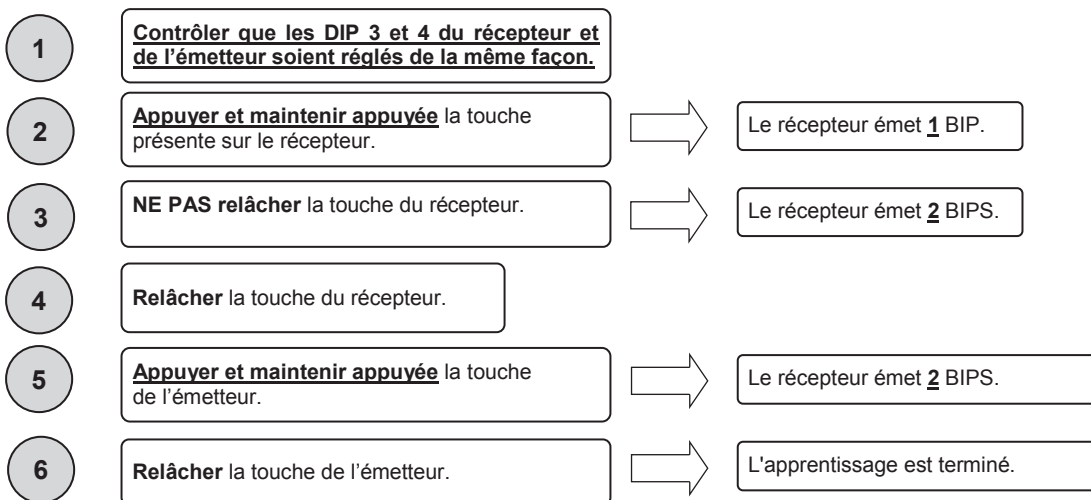 1
Contrôler que les DIP 3 et 4 du récepteur et
de l’émetteur soient réglés de la même façon.
2
Appuyer et maintenir appuyée la touche
présente sur le récepteur.
Le récepteur émet 1 BIP.
3
NE PAS relâcher la touche du récepteur.
Le récepteur émet 2 BIPS.
4
Relâcher la touche du récepteur.
5
Appuyer et maintenir appuyée la touche
de l’émetteur.
Le récepteur émet 2 BIPS.
6
Relâcher la touche de l’émetteur.
L'apprentissage est terminé.